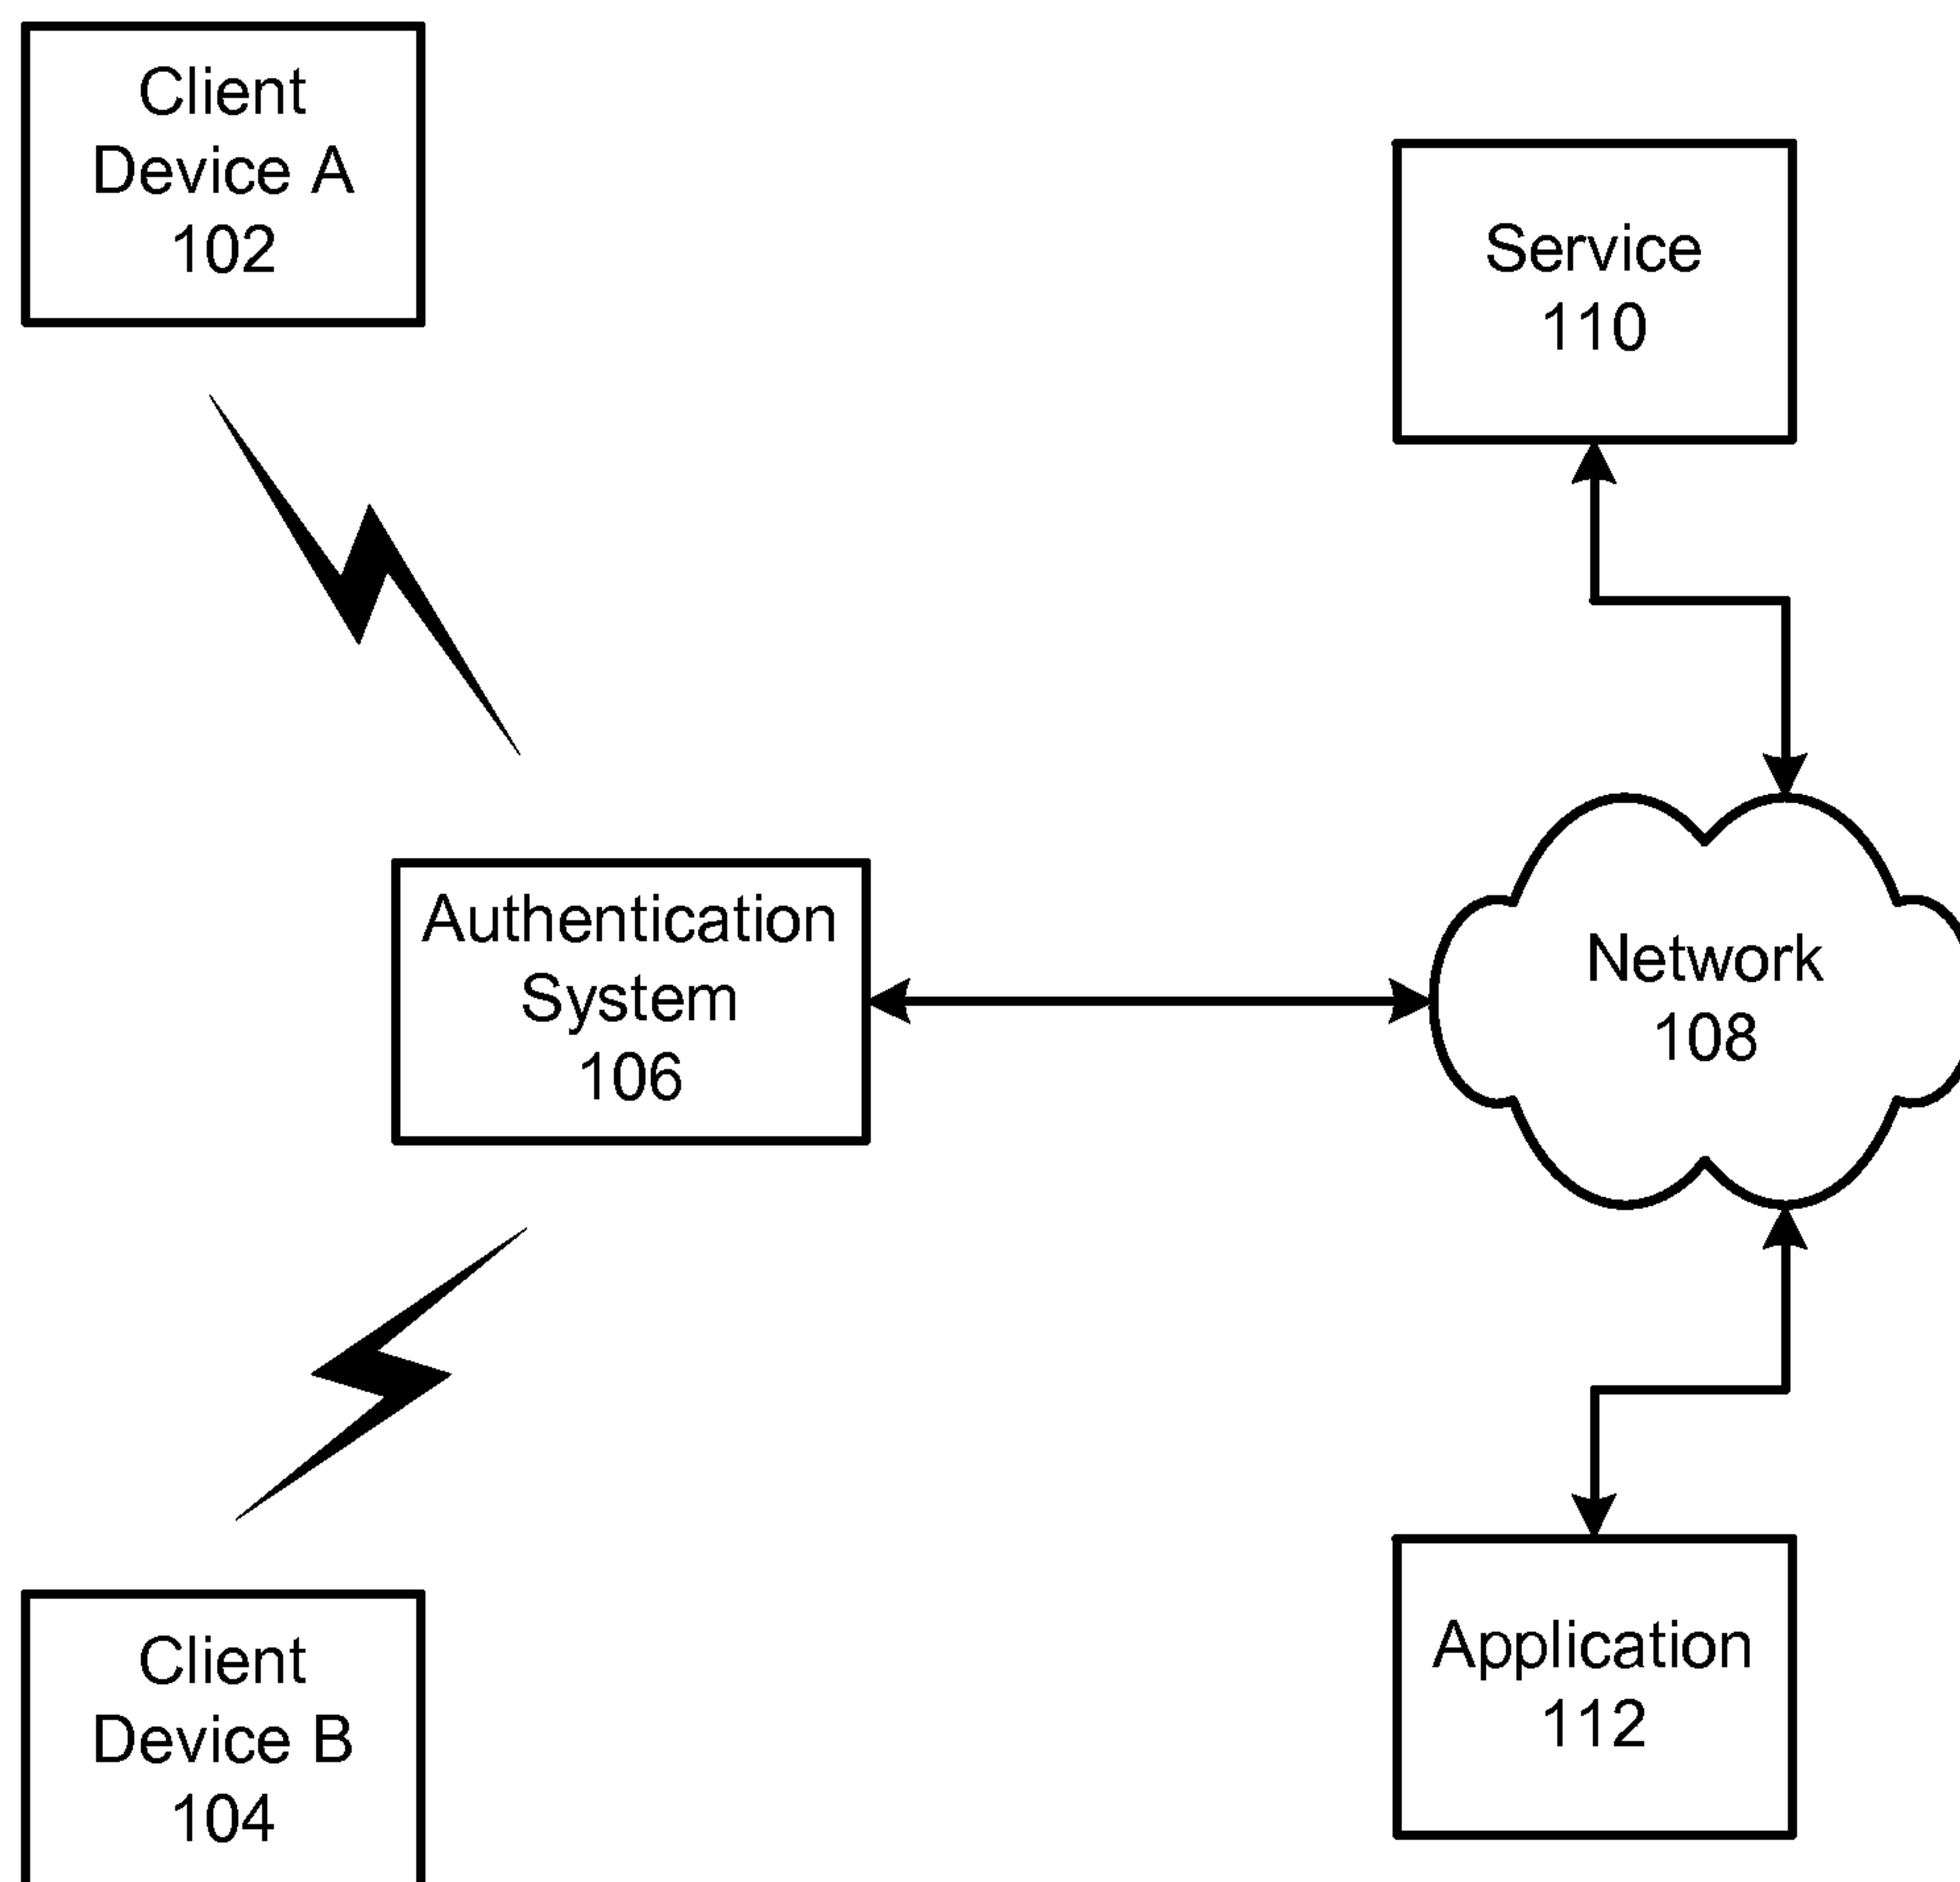 Client
Device A
102
Service
110
Authentication
System
106
Network
108
Client
Device B
104
Application
112